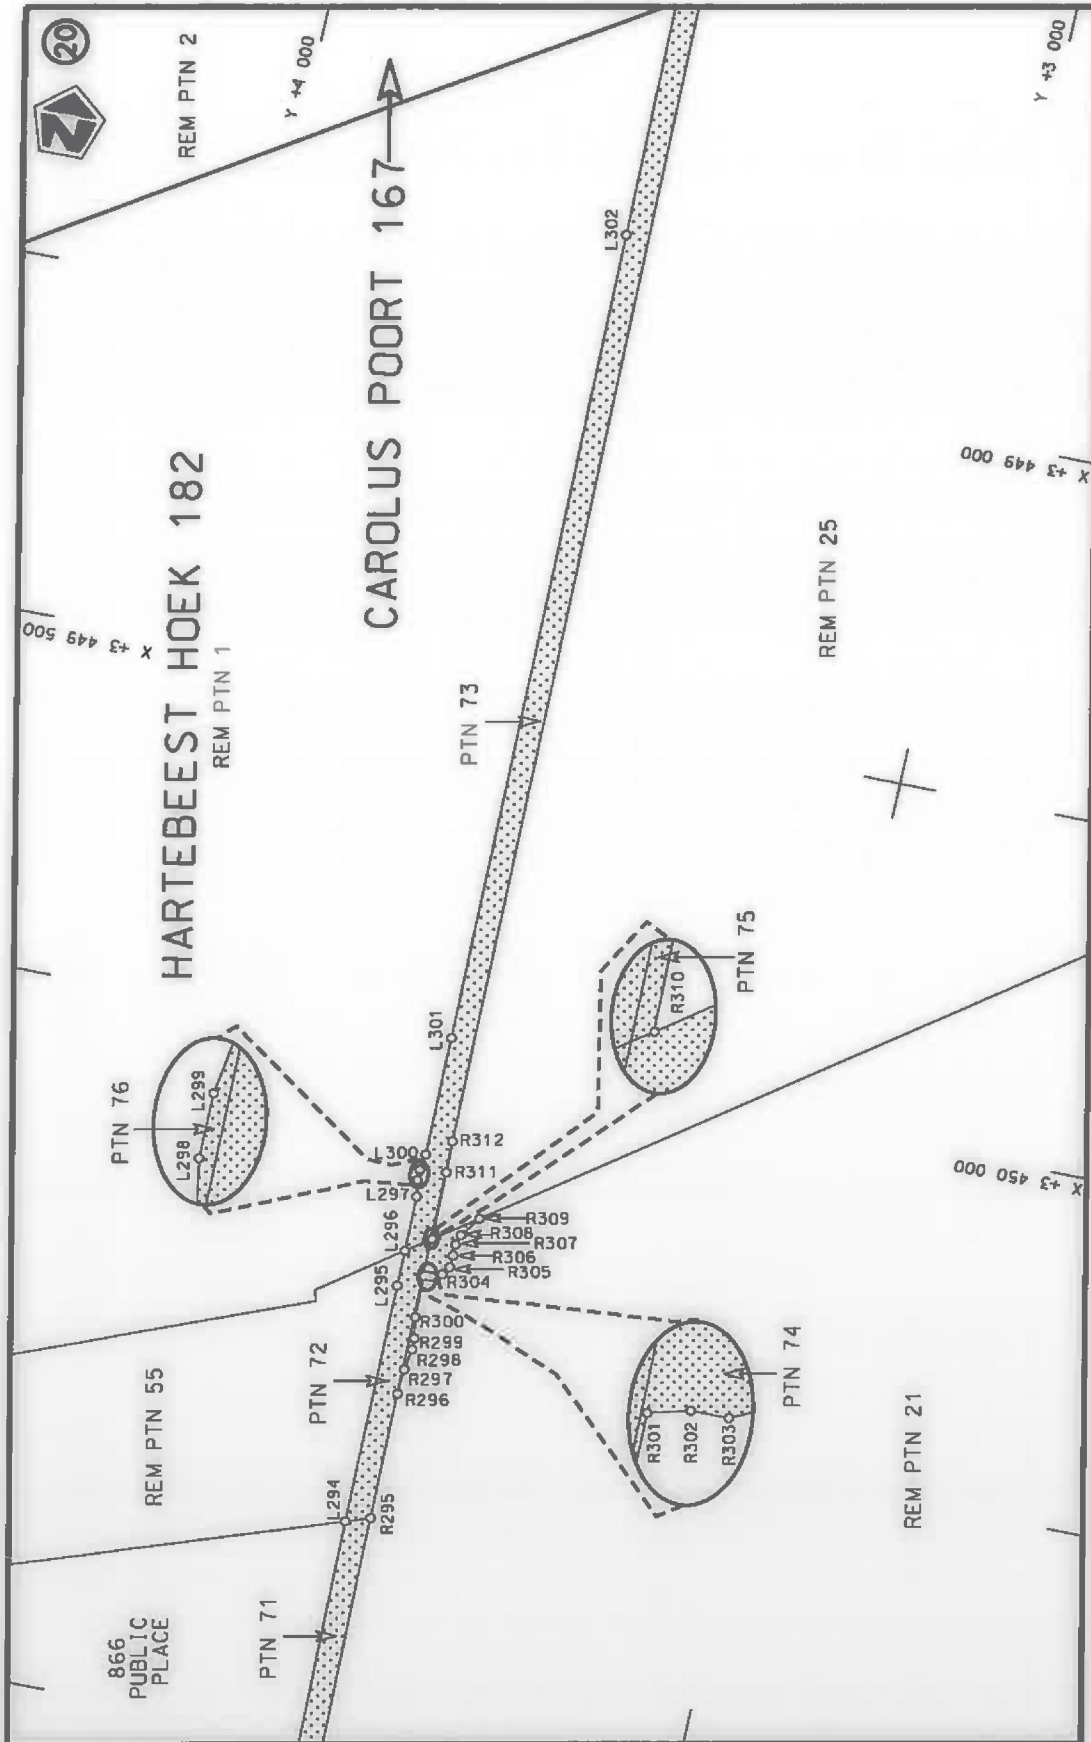 20
N
REM PTN 2
Y +4 000
Y +3 000
HARTEBEEST HOEK 182
REM PTN 1
CAROLUS POORT 167
L302
X +3 449 500
X +3 449 000
PTN 73
REM PTN 25
PTN 76
L298
L299
L301
L300
R312
R311
L297
L296
L295
R310
PTN 75
R309
R308
R307
R306
R305
R304
X +3 450 000
R300
R299
R298
R297
R296
PTN 72
REM PTN 55
R301
R302
R303
PTN 74
REM PTN 21
L294
R295
866
PUBLIC
PLACE
PTN 71